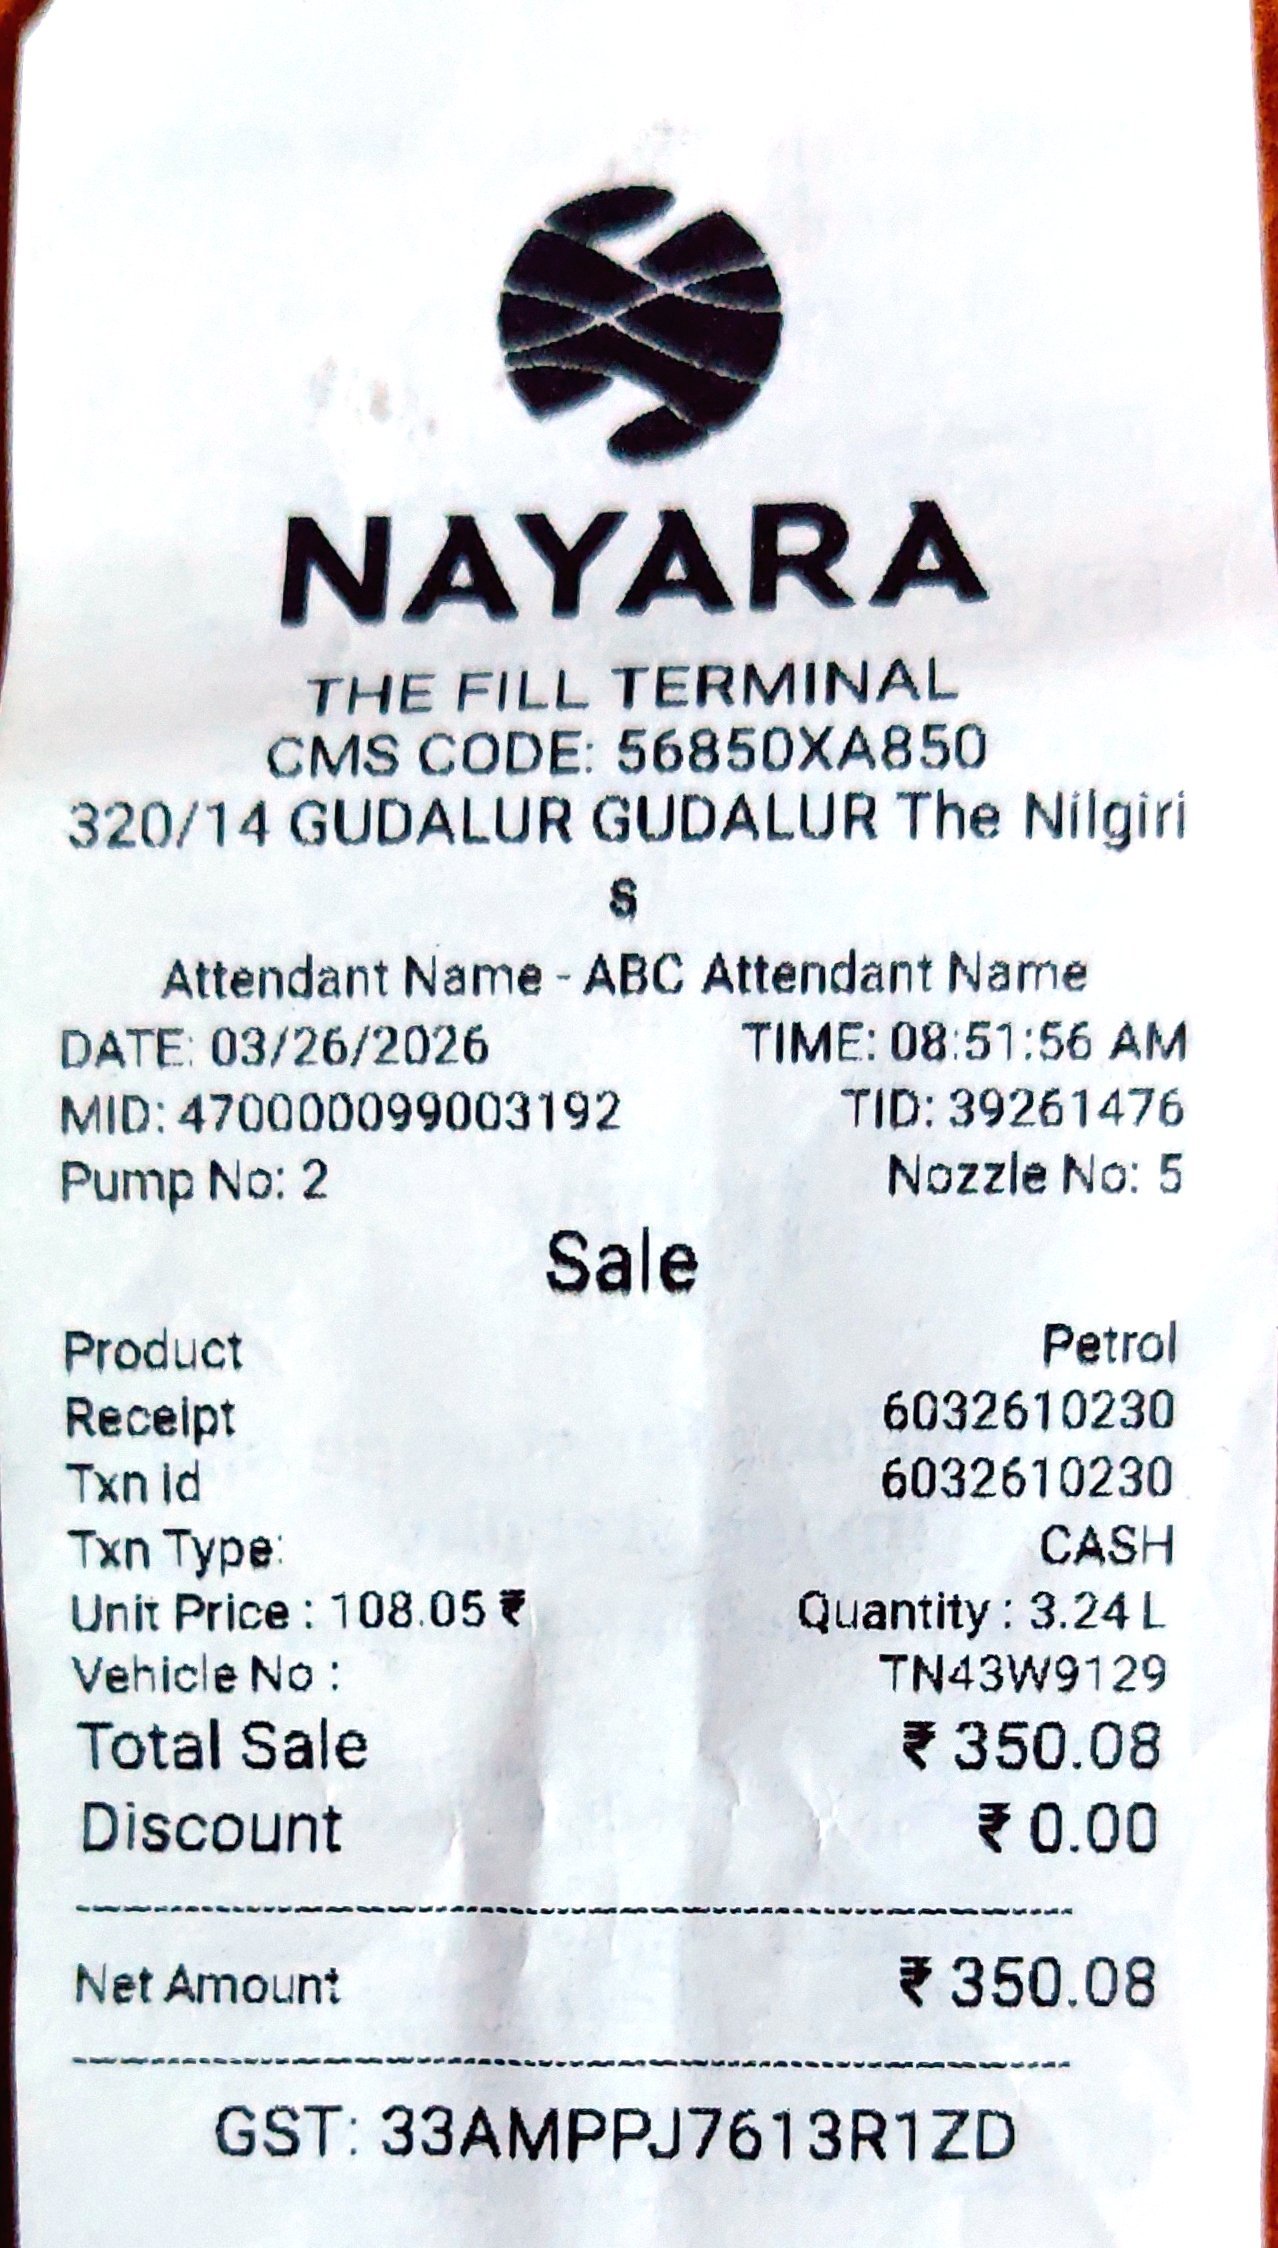 NAYARA
THE FILL TERMINAL
CMS CODE: 56850XA850
320/14 GUDALUR GUDALUR The Nilgiri
s
Attendant Name - ABC Attendant Name
DATE: 03/26/2026 TIME: 08:51:56 AM
MID: 470000099003192 TID: 39261476
Pump No: 2 Nozzle No: 5
Sale
Product Petrol
Receipt 6032610230
Txn Id 6032610230
Txn Type: CASH
Unit Price : 108.05 ₹ Quantity : 3.24 L
Vehicle No : TN43W9129
Total Sale ₹ 350.08
Discount ₹ 0.00
Net Amount ₹ 350.08
GST: 33AMPPJ7613R1ZD